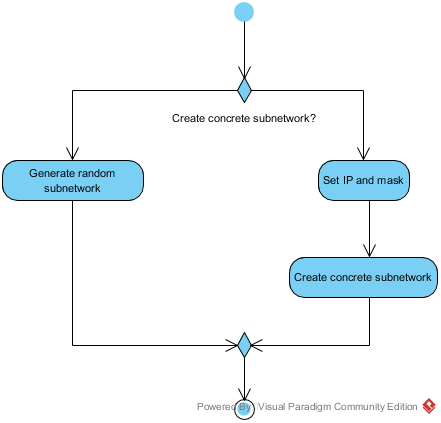 Create concrete subnetwork?
Generate random
subnetwork
Set IP and mask
Create concrete subnetwork
Powered By Visual Paradigm Community Edition